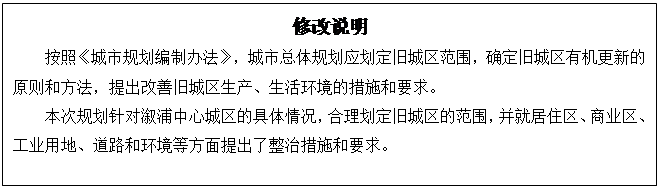 修改说明
按照《城市规划编制办法》，城市总体规划应划定旧城区范围，确定旧城区有机更新的
原则和方法，提出改善旧城区生产、生活环境的措施和要求。
本次规划针对溆浦中心城区的具体情况，合理划定旧城区的范围，并就居住区、商业区、
工业用地、道路和环境等方面提出了整治措施和要求。